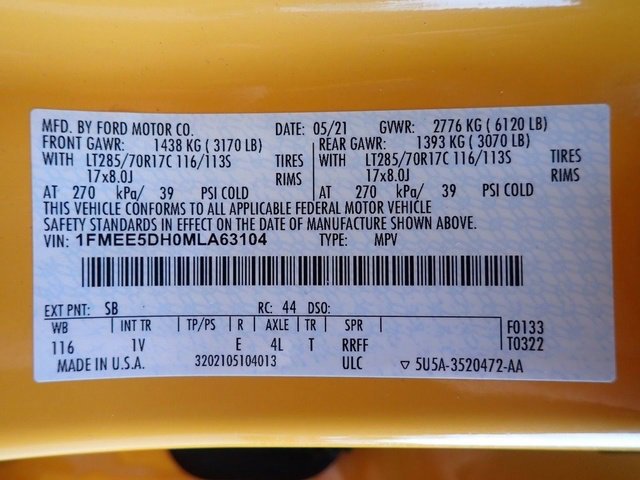 MFD. BY FORD MOTOR CO. DATE: 05/21 GVWR: 2776 KG ( 6120 LB)
FRONT GAWR: 1438 KG ( 3170 LB) REAR GAWR: 1393 KG ( 3070 LB)
WITH LT285/70R17C 116/113S TIRES WITH LT285/70R17C 116/113S TIRES
17x8.0J RIMS 17x8.0J RIMS
AT 270 kPa/ 39 PSI COLD AT 270 kPa/ 39 PSI COLD
THIS VEHICLE CONFORMS TO ALL APPLICABLE FEDERAL MOTOR VEHICLE
SAFETY STANDARDS IN EFFECT ON THE DATE OF MANUFACTURE SHOWN ABOVE.
VIN: 1FMEE5DH0MLA63104 TYPE: MPV
EXT PNT: SB RC: 44 DSO:
WB INT TR TP/PS R AXLE TR SPR F0133
116 1V E 4L T RRFF T0322
MADE IN U.S.A. 3202105104013 ULC ▽ 5U5A-3520472-AA